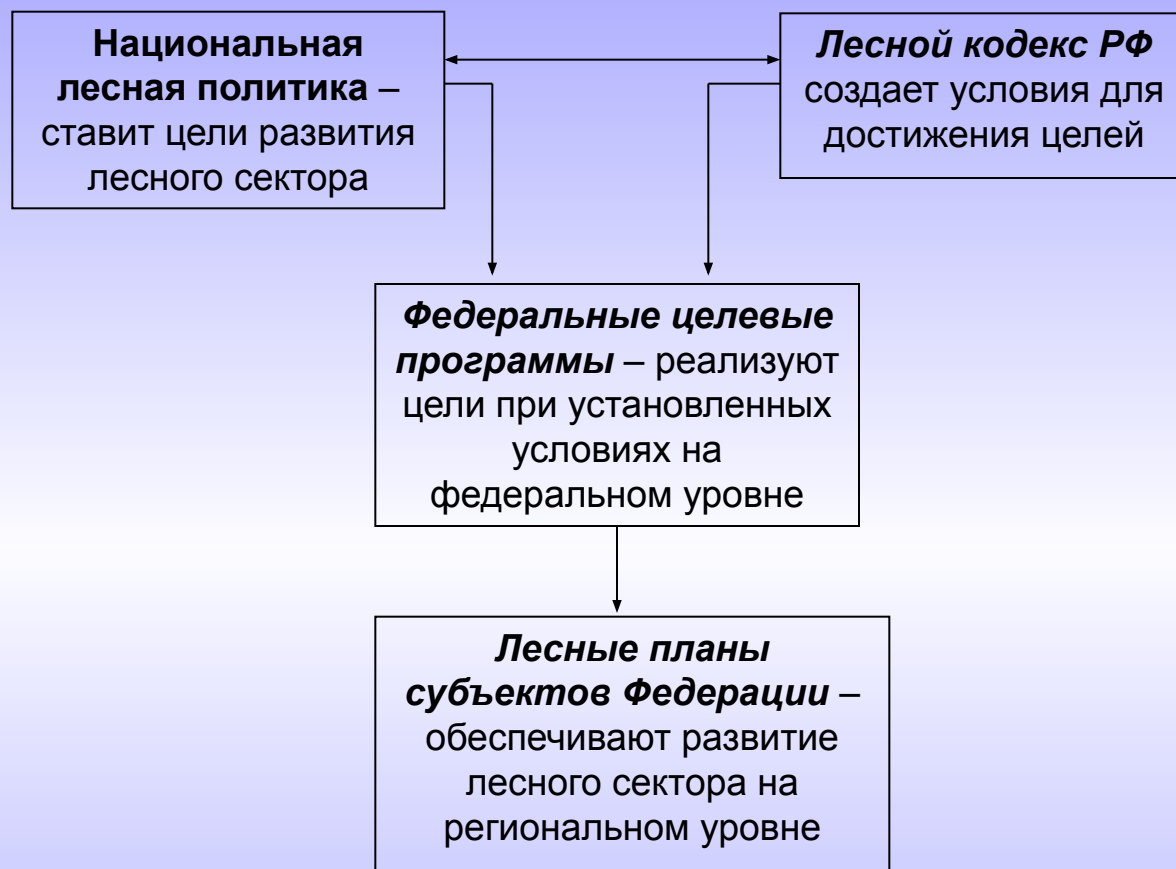 Национальная
лесная политика –
ставит цели развития
лесного сектора
Лесной кодекс РФ
создает условия для
достижения целей
Федеральные целевые
программы – реализуют
цели при установленных
условиях на
федеральном уровне
Лесные планы
субъектов Федерации –
обеспечивают развитие
лесного сектора на
региональном уровне